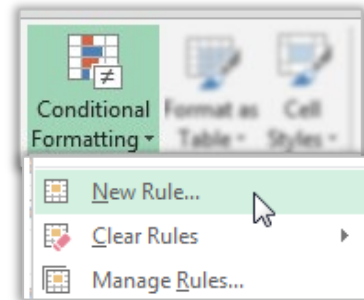 Conditional Format as Cell
Formatting Table Styles
New Rule...
Clear Rules
Manage Rules...